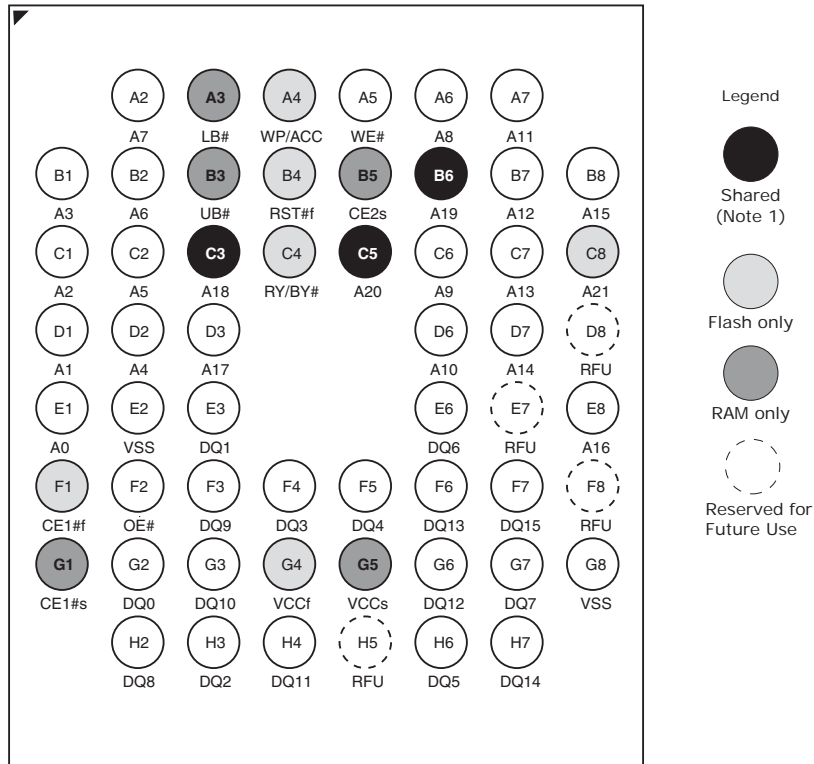 A2 A3 A4 A5 A6 A7
A7 LB# WP/ACC WE# A8 A11
B1 B2 B3 B4 B5 B6 B7 B8
A3 A6 UB# RST#f CE2s A19 A12 A15
C1 C2 C3 C4 C5 C6 C7 C8
A2 A5 A18 RY/BY# A20 A9 A13 A21
D1 D2 D3 D6 D7 D8
A1 A4 A17 A10 A14 RFU
E1 E2 E3 E6 E7 E8
A0 VSS DQ1 DQ6 RFU A16
F1 F2 F3 F4 F5 F6 F7 F8
CE1#f OE# DQ9 DQ3 DQ4 DQ13 DQ15 RFU
G1 G2 G3 G4 G5 G6 G7 G8
CE1#s DQ0 DQ10 VCCf VCCs DQ12 DQ7 VSS
H2 H3 H4 H5 H6 H7
DQ8 DQ2 DQ11 RFU DQ5 DQ14
Legend
Shared
(Note 1)
Flash only
RAM only
Reserved for
Future Use